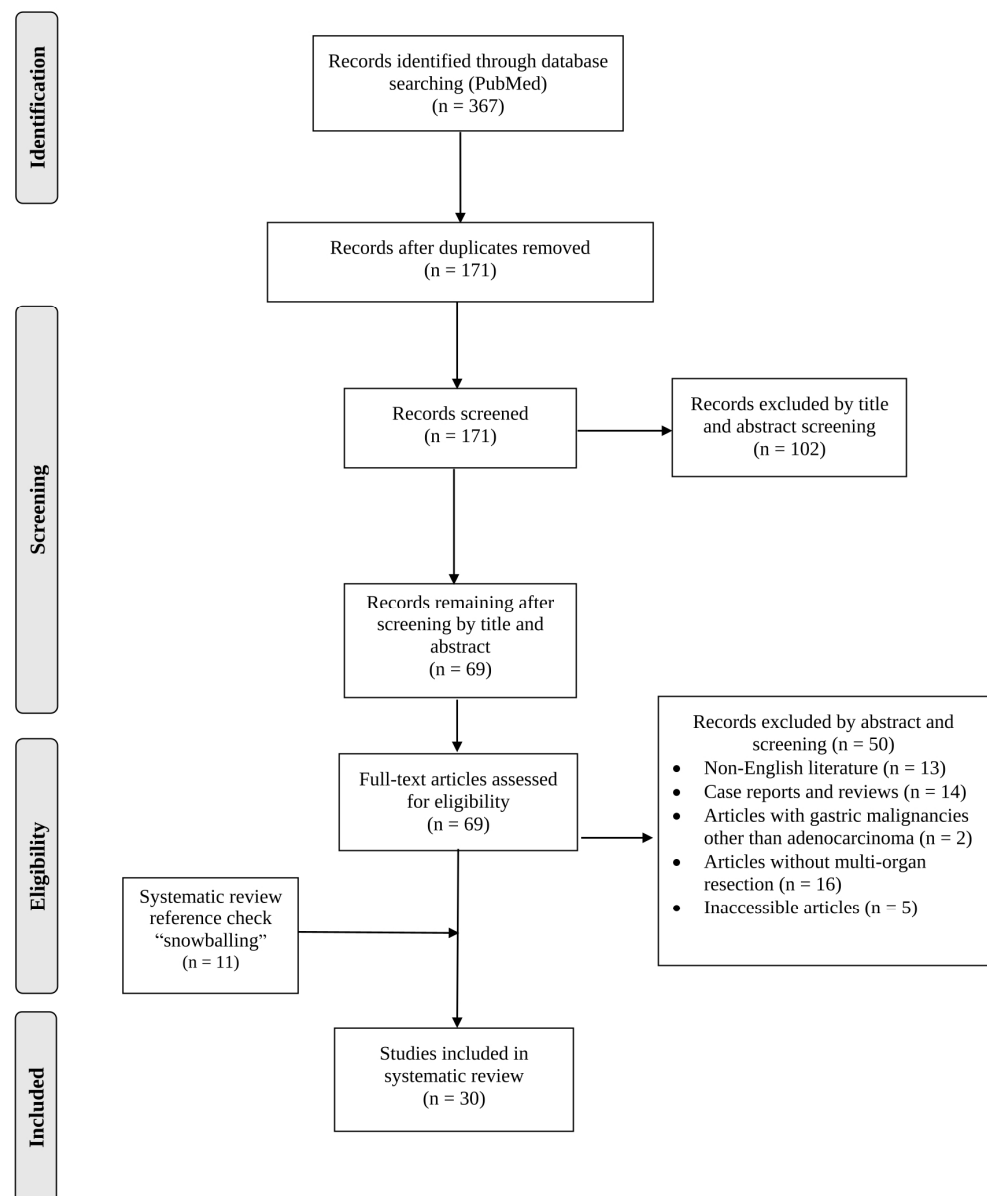 Identification
Records identified through database
searching (PubMed)
(n = 367)
Records after duplicates removed
(n = 171)
Screening
Records screened
(n = 171)
Records excluded by title
and abstract screening
(n = 102)
Records remaining after
screening by title and
abstract
(n = 69)
Eligibility
Full-text articles assessed
for eligibility
(n = 69)
Records excluded by abstract and
screening (n = 50)
• Non-English literature (n = 13)
• Case reports and reviews (n = 14)
• Articles with gastric malignancies
other than adenocarcinoma (n = 2)
• Articles without multi-organ
resection (n = 16)
• Inaccessible articles (n = 5)
Systematic review
reference check
“snowballing”
(n = 11)
Included
Studies included in
systematic review
(n = 30)